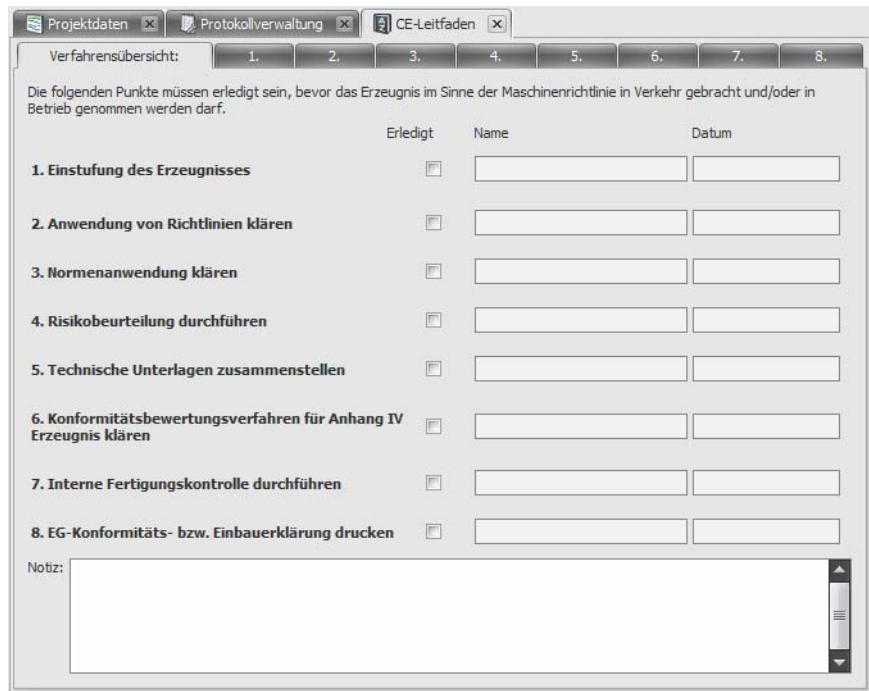 Projektdaten Protokollverwaltung CE-Leitfaden
Verfahrensübersicht: 1. 2. 3. 4. 5. 6. 7. 8.
Die folgenden Punkte müssen erledigt sein, bevor das Erzeugnis im Sinne der Maschinenrichtlinie in Verkehr gebracht und/oder in
Betrieb genommen werden darf.
Erledigt Name Datum
1. Einstufung des Erzeugnisses
2. Anwendung von Richtlinien klären
3. Normenanwendung klären
4. Risikobeurteilung durchführen
5. Technische Unterlagen zusammenstellen
6. Konformitätsbewertungsverfahren für Anhang IV
Erzeugnis klären
7. Interne Fertigungskontrolle durchführen
8. EG-Konformitäts- bzw. Einbauerklärung drucken
Notiz: